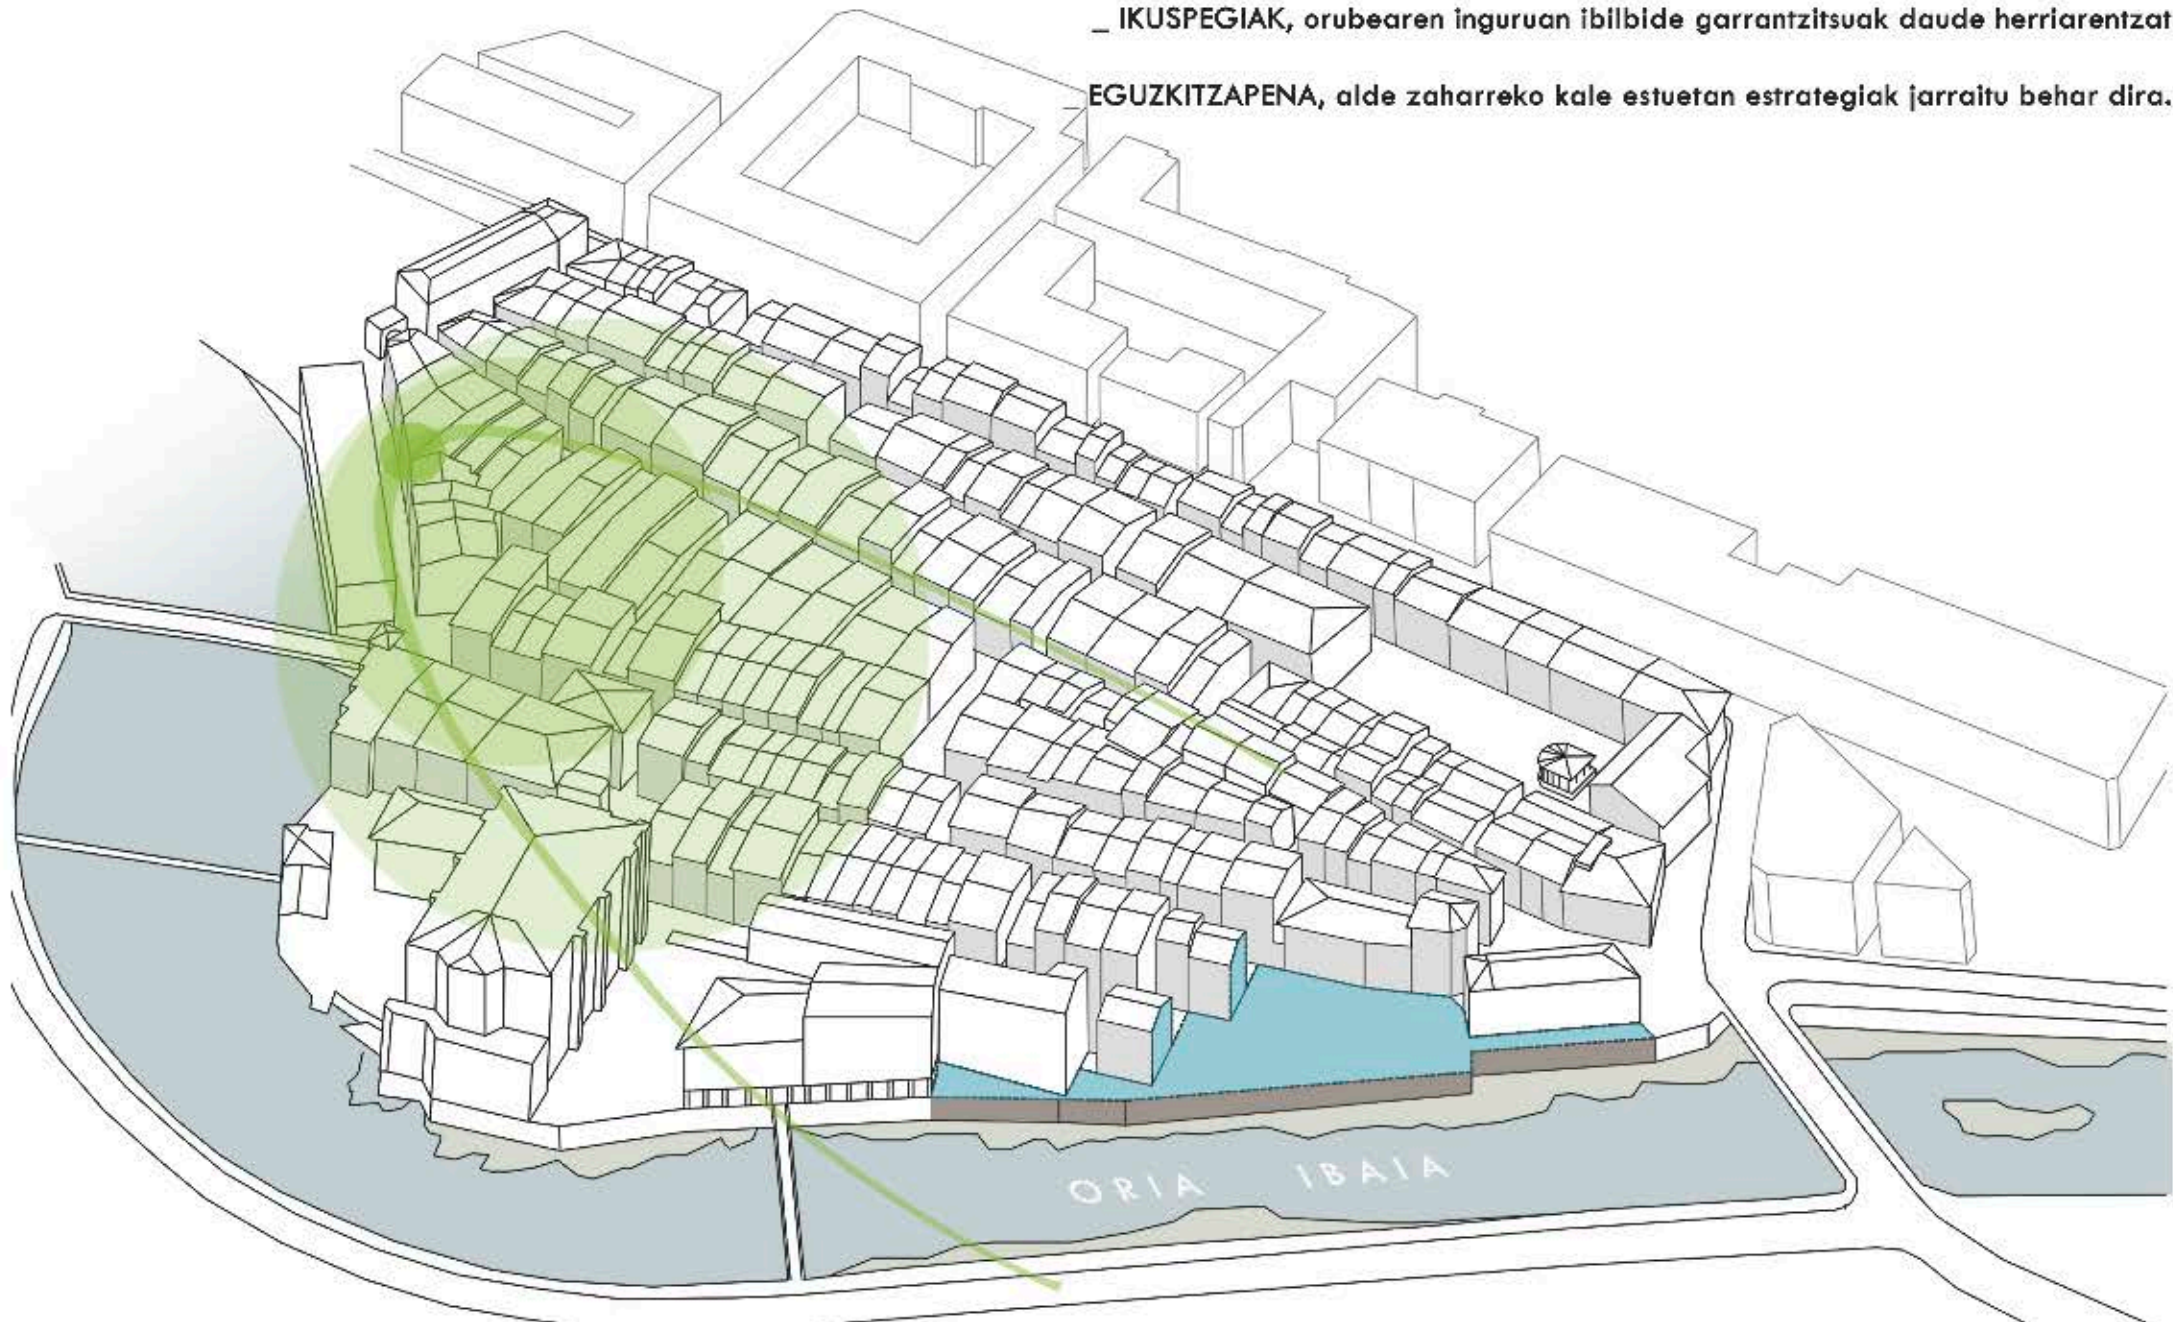 _ IKUSPEGIAK, orubearen inguruan ibilbide garrantzitsuak daude herriarentzat
_ EGUZKITZAPENA, alde zaharreko kale estuetan estrategiak jarraitu behar dira.
ORIA IBAIA